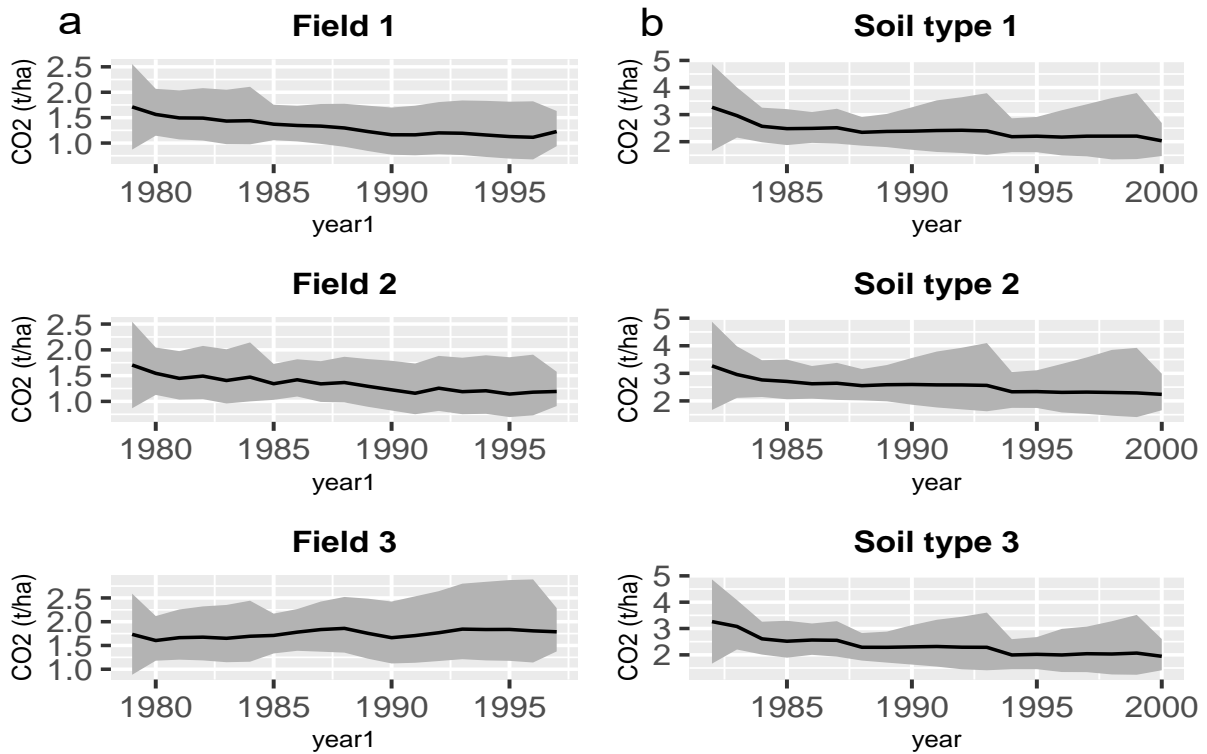 a
Field 1
CO2 (t/ha)
2.5
2.0
1.5
1.0
1980 1985 1990 1995
year1
Field 2
CO2 (t/ha)
2.5
2.0
1.5
1.0
1980 1985 1990 1995
year1
Field 3
CO2 (t/ha)
2.5
2.0
1.5
1.0
1980 1985 1990 1995
year1
b
Soil type 1
CO2 (t/ha)
5
4
3
2
1985 1990 1995 2000
year
Soil type 2
CO2 (t/ha)
5
4
3
2
1985 1990 1995 2000
year
Soil type 3
CO2 (t/ha)
5
4
3
2
1985 1990 1995 2000
year